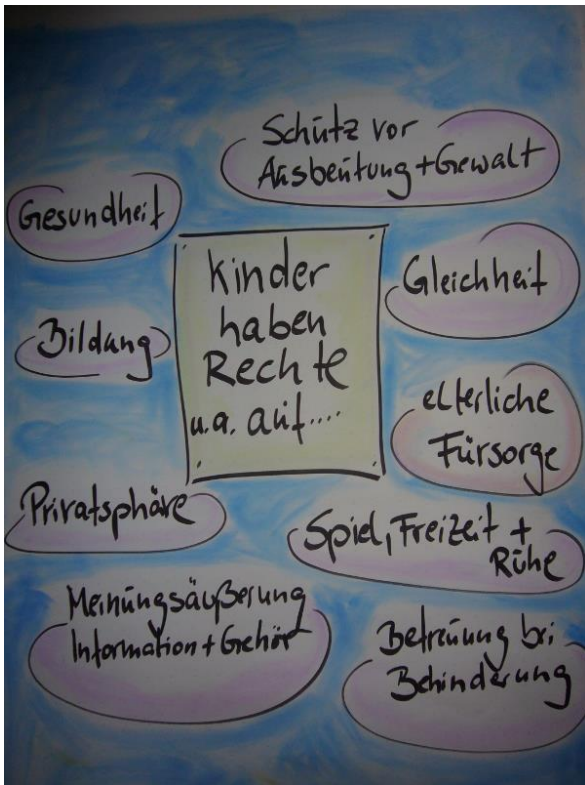 Schutz vor
Ausbeutung + Gewalt
Gesundheit
Kinder
haben
Rechte
u.a. auf....
Gleichheit
Bildung
elterliche
Fürsorge
Privatsphäre
Spiel, Freizeit +
Ruhe
Meinungsäußerung
Information + Gehör
Betreuung bei
Behinderung